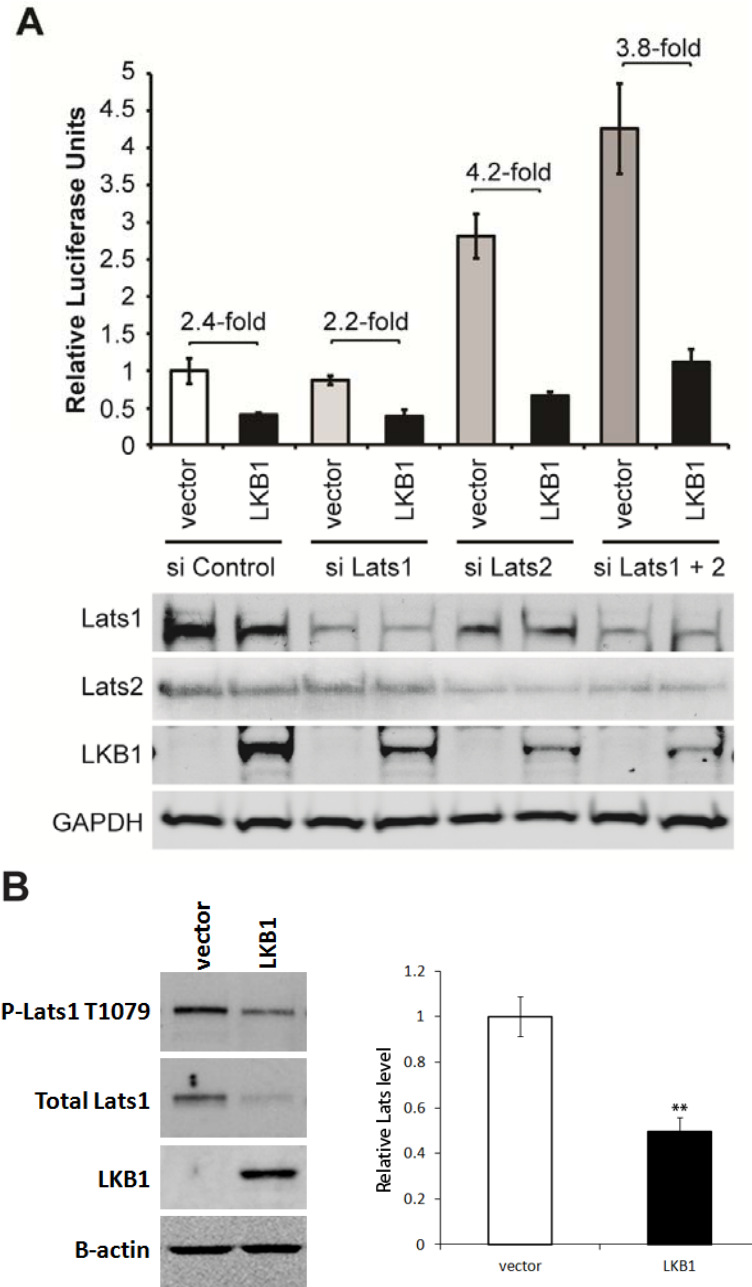 A
Relative Luciferase Units
5
4.5
4
3.5
3
2.5
2
1.5
1
0.5
0
2.4-fold
2.2-fold
4.2-fold
3.8-fold
vector
LKB1
vector
LKB1
vector
LKB1
vector
LKB1
si Control
si Lats1
si Lats2
si Lats1 + 2
Lats1
Lats2
LKB1
GAPDH
B
vector
LKB1
P-Lats1 T1079
Total Lats1
LKB1
B-actin
Relative Lats level
1.2
1
0.8
0.6
0.4
0.2
0
**
vector
LKB1